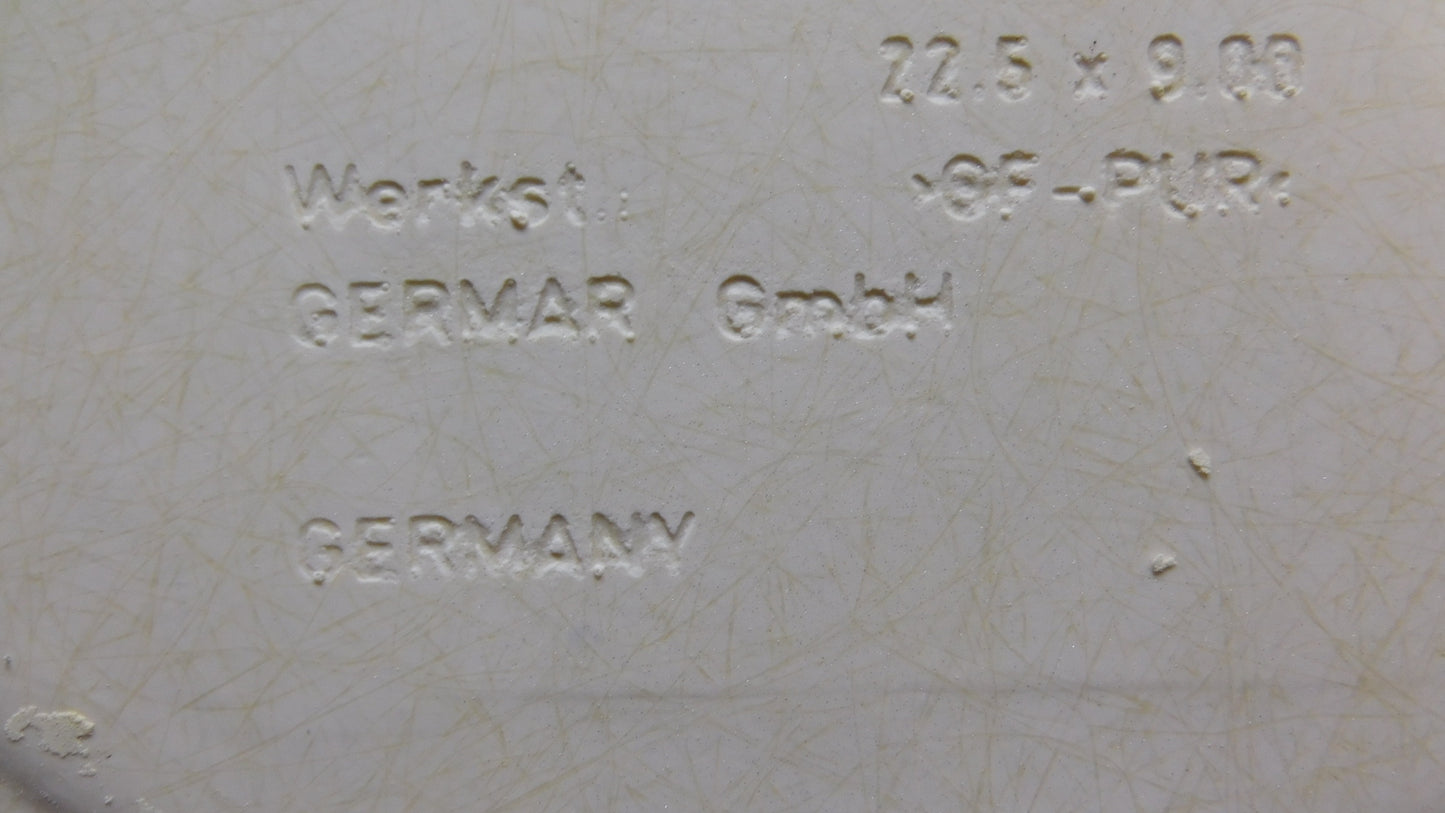 22.5 x 9.00
Werkst.: >GF-PUR<
GERMAR GmbH
GERMANY